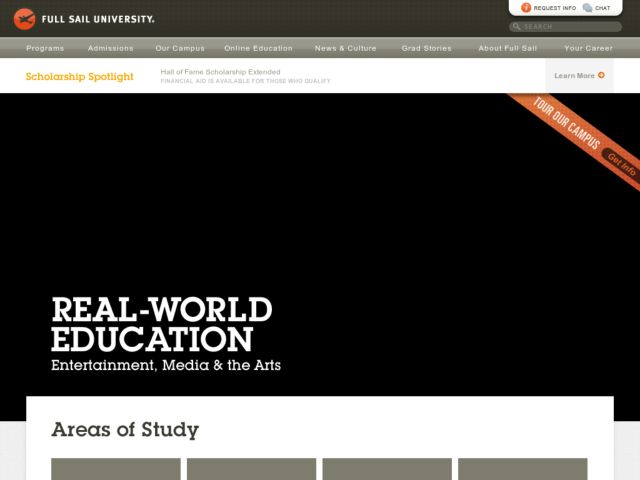 FULL SAIL UNIVERSITY.
REQUEST INFO
CHAT
SEARCH
Programs
Admissions
Our Campus
Online Education
News & Culture
Grad Stories
About Full Sail
Your Career
Scholarship Spotlight
Hall of Fame Scholarship Extended
FINANCIAL AID IS AVAILABLE FOR THOSE WHO QUALIFY
Learn More
TOUR OUR CAMPUS
Get Info
REAL-WORLD
EDUCATION
Entertainment, Media & the Arts
Areas of Study